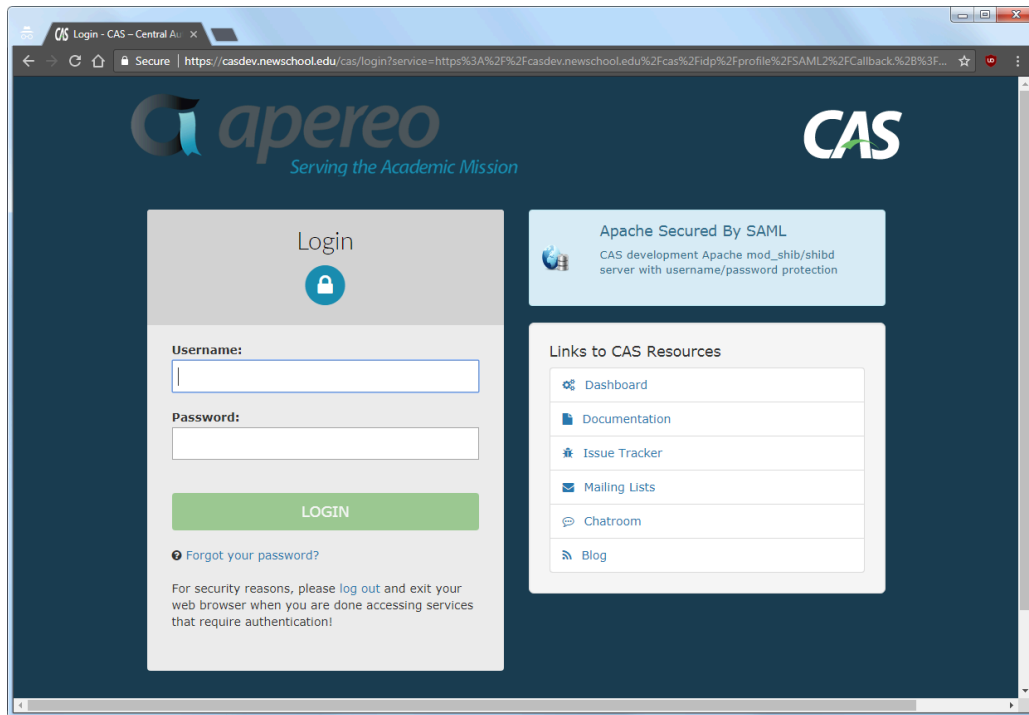 CAS Login - CAS – Central Au
Secure | https://casdev.newschool.edu/cas/login?service=https%3A%2F%2Fcasdev.newschool.edu%2Fcas%2Fidp%2Fprofile%2FSAML2%2FCallback.%2B%3F...
apereo
Serving the Academic Mission
CAS
Login
Username:
Password:
LOGIN
Forgot your password?
For security reasons, please log out and exit your
web browser when you are done accessing services
that require authentication!
Apache Secured By SAML
CAS development Apache mod_shib/shibd
server with username/password protection
Links to CAS Resources
Dashboard
Documentation
Issue Tracker
Mailing Lists
Chatroom
Blog